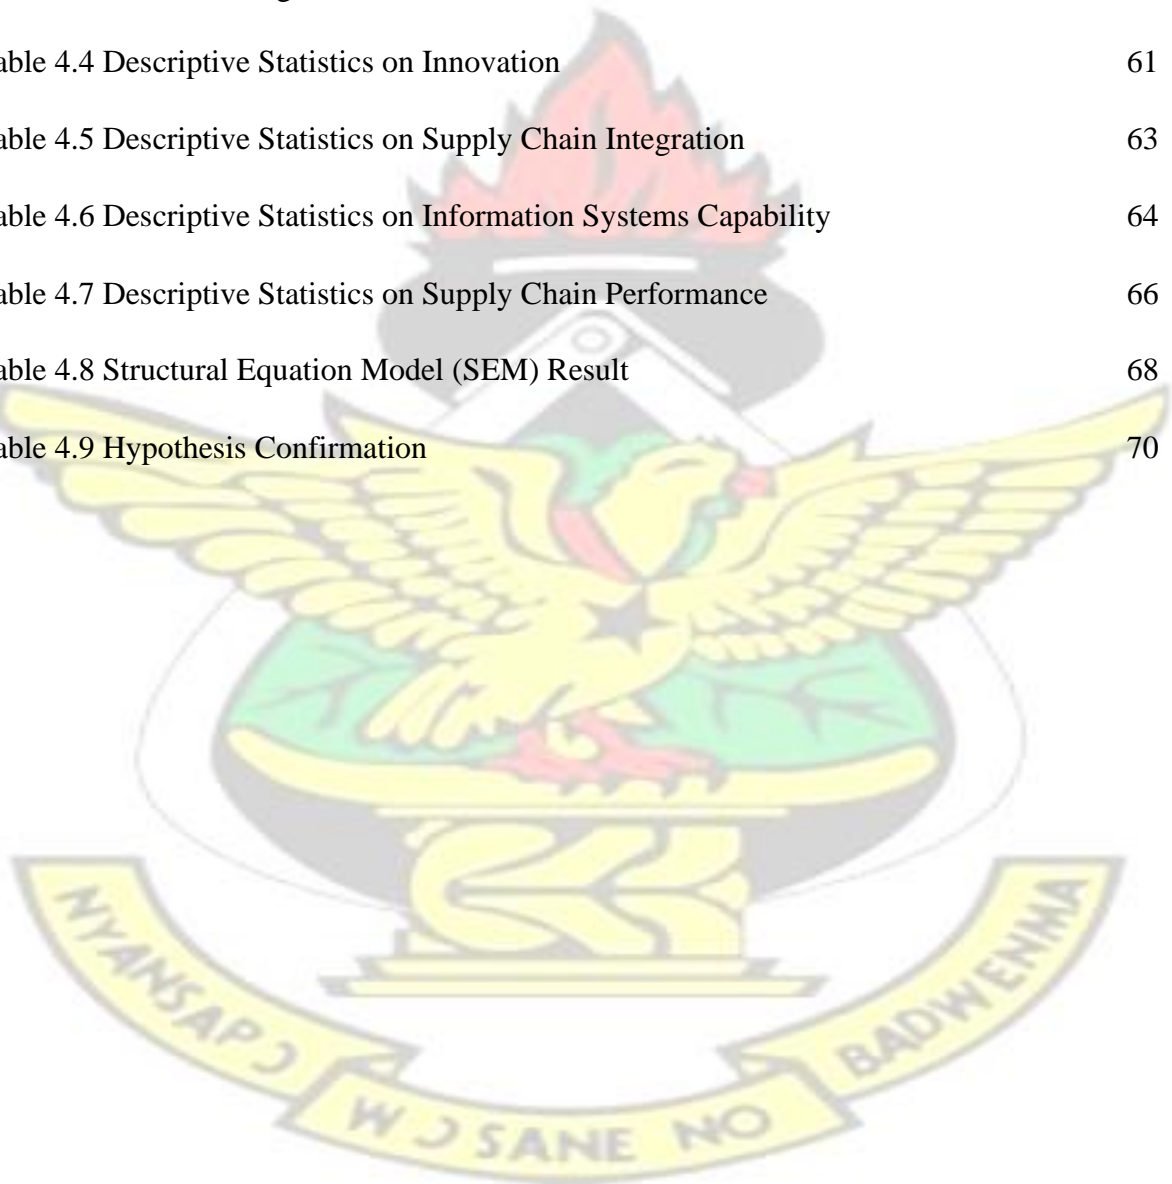 able 4.4 Descriptive Statistics on Innovation 61
able 4.5 Descriptive Statistics on Supply Chain Integration 63
able 4.6 Descriptive Statistics on Information Systems Capability 64
able 4.7 Descriptive Statistics on Supply Chain Performance 66
able 4.8 Structural Equation Model (SEM) Result 68
able 4.9 Hypothesis Confirmation 70
NYANSAPƆ BADWENMA
W Ɔ SANE NO